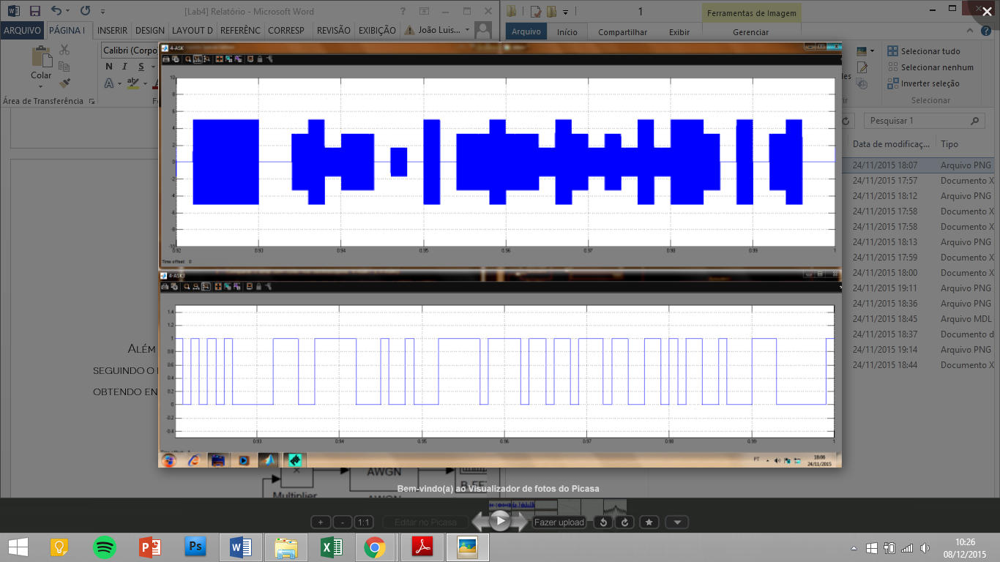 [Lab4] Relatório - Microsoft Word
?
1
Ferramentas de Imagem
ARQUIVO
PÁGINA I
INSERIR
DESIGN
LAYOUT D
REFERÊNC
CORRESP
REVISÃO
EXIBIÇÃO
João Luis...
Arquivo
Início
Compartilhar
Exibir
Gerenciar
Colar
Calibri (Corpo
N I S
Área de Transferência
Selecionar tudo
Selecionar nenhum
Inverter seleção
Selecionar
Pesquisar 1
Data de modificaç...
Tipo
24/11/2015 18:07 Arquivo PNG
24/11/2015 17:57 Documento X
24/11/2015 18:12 Arquivo PNG
24/11/2015 17:58 Documento X
24/11/2015 17:58 Documento X
24/11/2015 18:13 Arquivo PNG
24/11/2015 17:59 Documento X
24/11/2015 18:00 Documento X
24/11/2015 19:11 Arquivo PNG
24/11/2015 18:36 Arquivo PNG
24/11/2015 18:45 Arquivo MDL
24/11/2015 18:37 Documento d
24/11/2015 19:14 Arquivo PNG
24/11/2015 18:44 Documento X
4-ASK
10
8
6
4
2
0
-2
-4
-6
-8
-10
0.92 0.93 0.94 0.95 0.96 0.97 0.98 0.99 1
Time offset: 0
4-ASK3
1.4
1.2
1
0.8
0.6
0.4
0.2
0
-0.2
-0.4
0.93 0.94 0.95 0.96 0.97 0.98 0.99 1
PT
18:06
24/11/2015
ALÉM
SEGUINDO O
OBTENDO EN
Multiplier
AWGN
AWGN
Bem-vindo(a) ao Visualizador de fotos do Picasa
+
-
1:1
Editar no Picasa
Fazer upload
10:26
08/12/2015